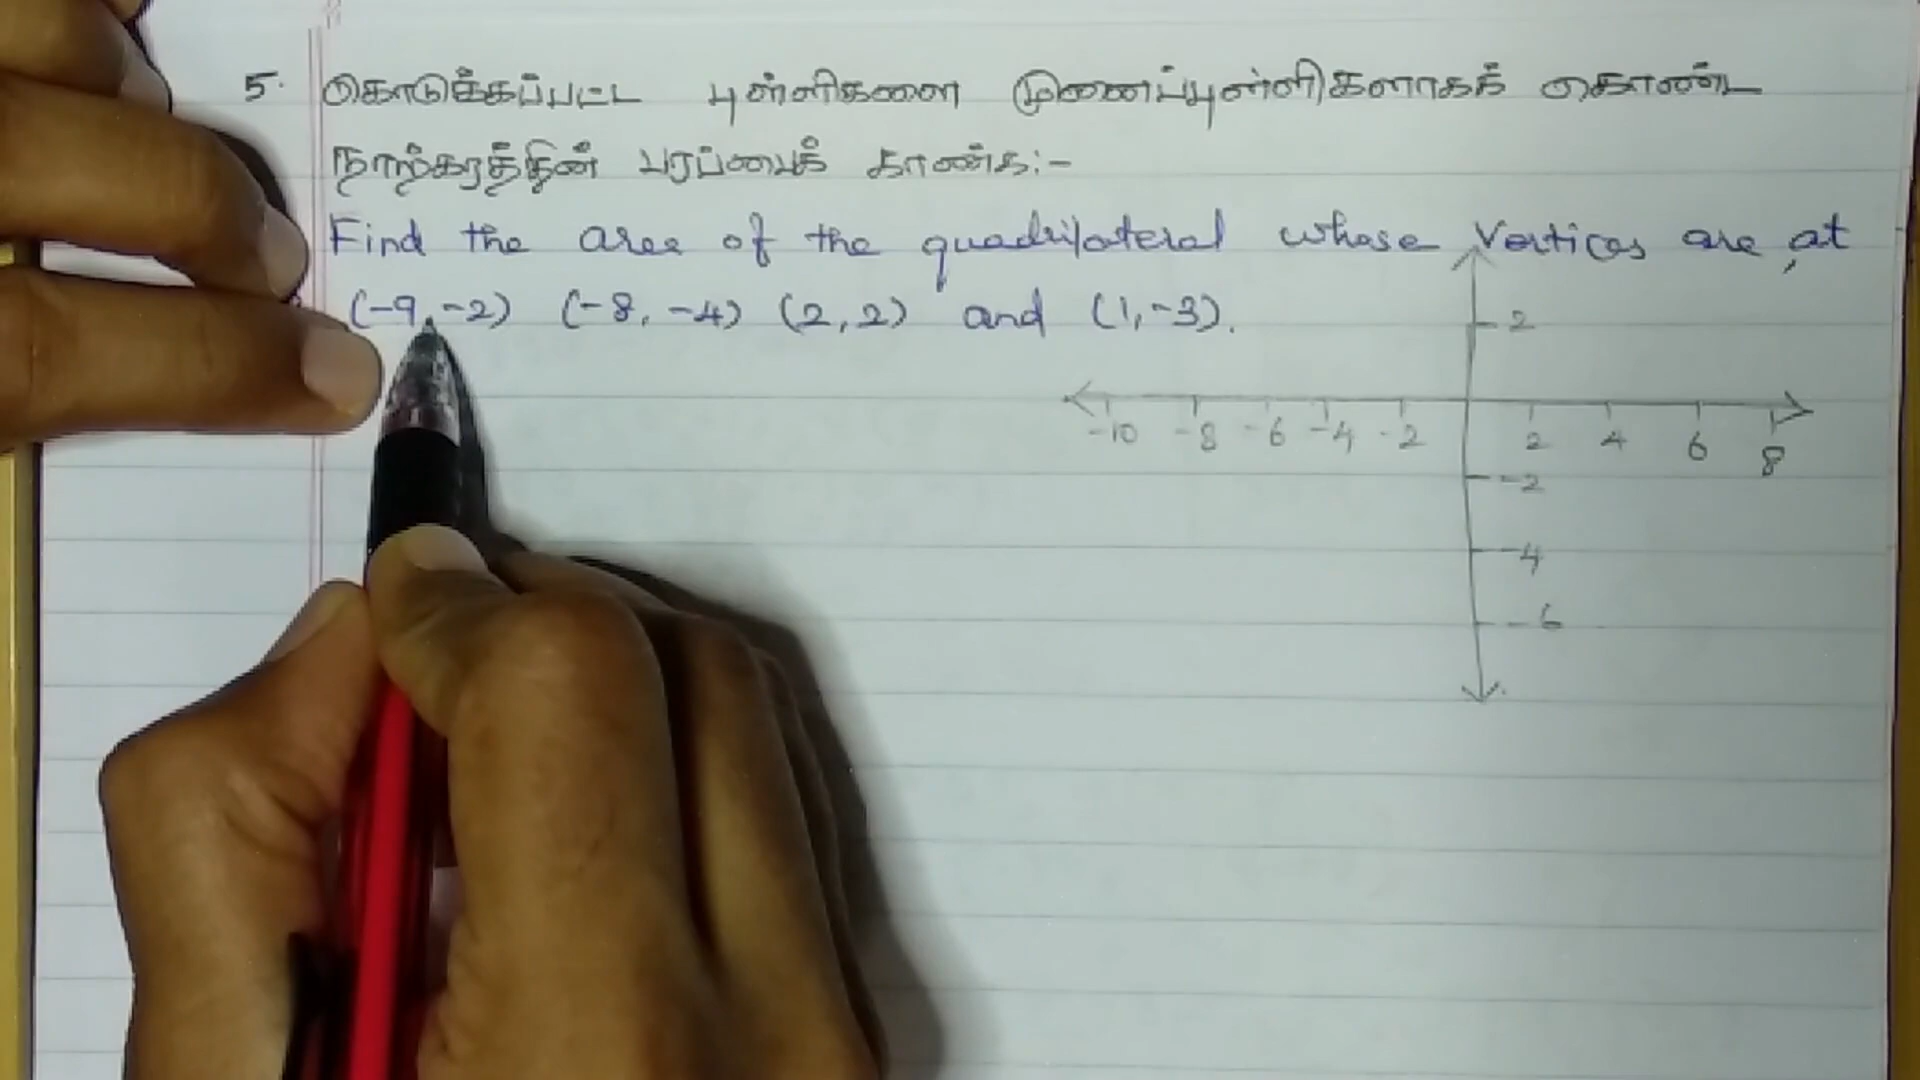 5. கொடுக்கப்பட்ட புள்ளிகளை முனைப்புள்ளிகளாகக் கொண்ட
நாற்கரத்தின் பரப்பைக் காண்க:-
Find the area of the quadrilateral whose vertices are, at
(-9,-2) (-8, -4) (2,2) and (1,-3).
2
-10 -8 -6 -4 -2 2 4 6 8
-2
-4
-6